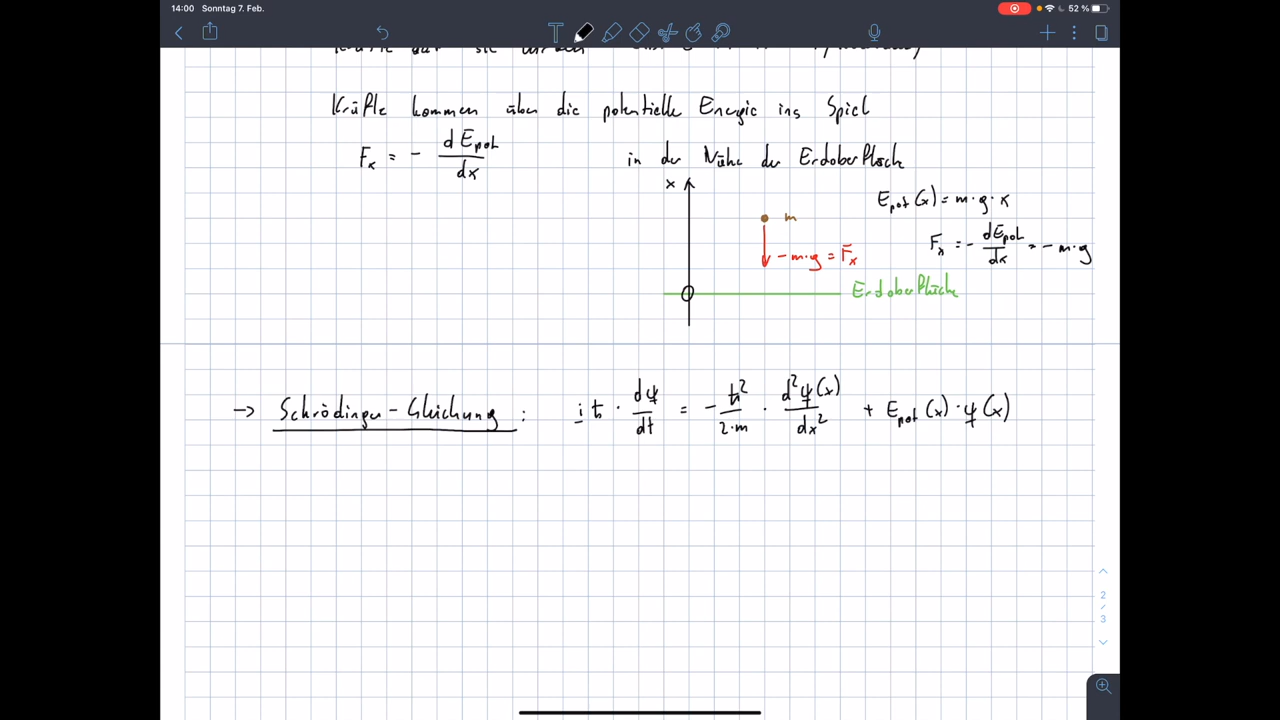 14:00 Sonntag 7. Feb. 52 %
Kräfte kommen über die potentielle Energie ins Spiel
F_x = - dE_pot/dx
in der Nähe der Erdoberfläche
x
E_pot(x) = m·g·x
m
F_x = - dE_pot/dx = - m·g
- m·g = F_x
0
Erdoberfläche
-> Schrödinger-Gleichung: iħ · dψ/dt = - ħ²/2·m · d²ψ(x)/dx² + E_pot(x)·ψ(x)
2
/
3